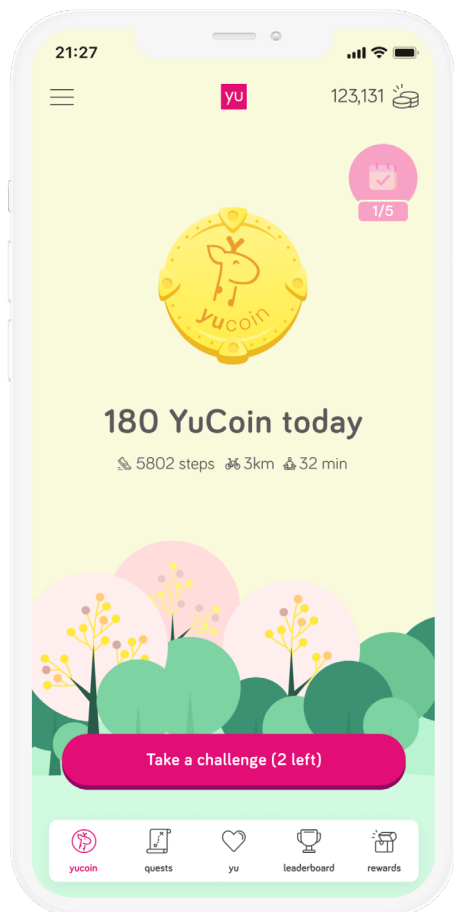 21:27
yu
123,131
1/5
yucoin
180 YuCoin today
5802 steps 3km 32 min
Take a challenge (2 left)
yucoin quests yu leaderboard rewards